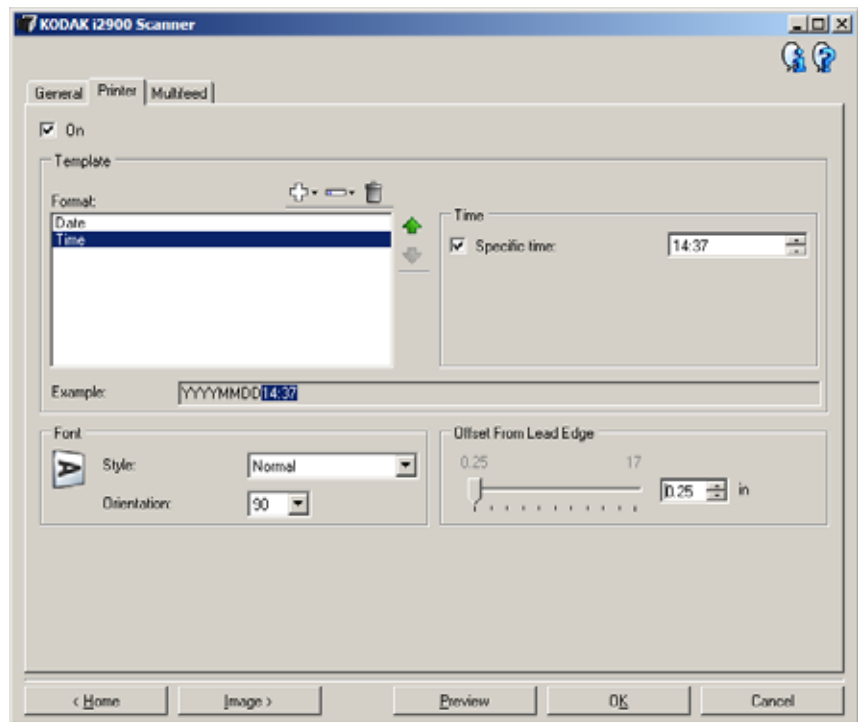 KODAK i2900 Scanner
General Printer Multifeed
On
Template
Format:
Date
Time
Time
Specific time: 14:37
Example: YYYYMMDD14:37
Font
Style: Normal
Orientation: 90
Offset From Lead Edge
0.25 17
0.25 in
< Home Image > Preview OK Cancel